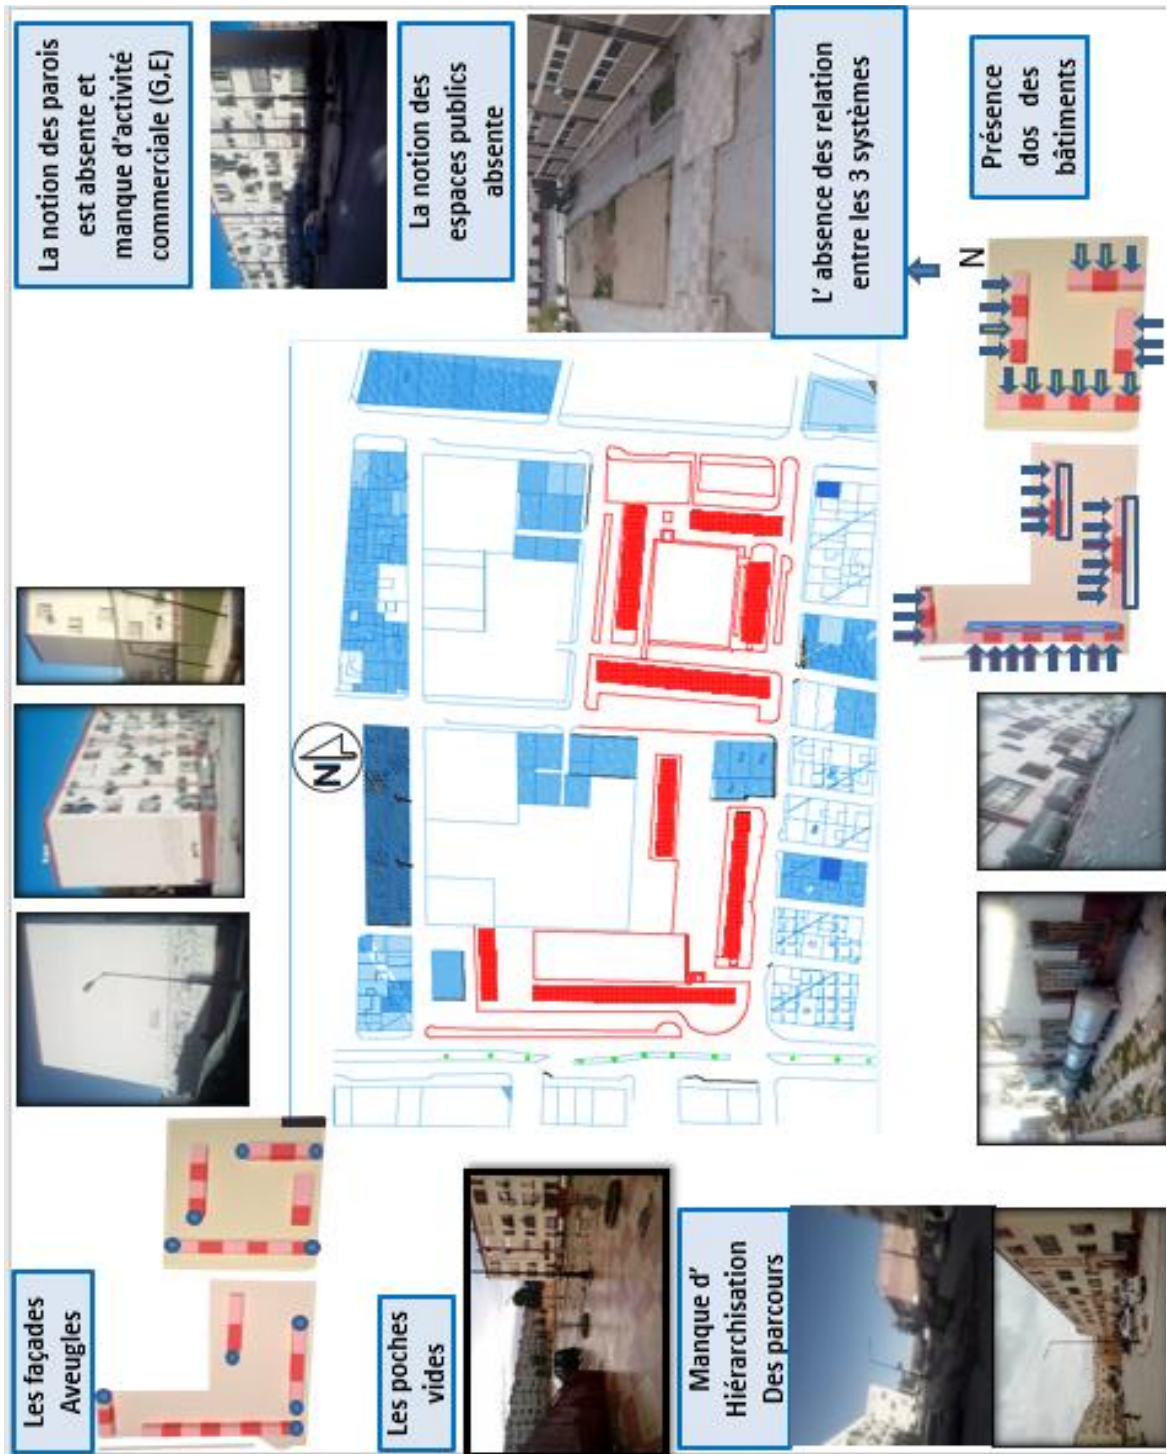 Les façades
Aveugles
Les poches
vides
Manque d'
Hiérarchisation
Des parcours
N
La notion des parois
est absente et
manque d'activité
commerciale (G,E)
La notion des
espaces publics
absente
L' absence des relation
entre les 3 systèmes
N
Présence
dos des
bâtiments